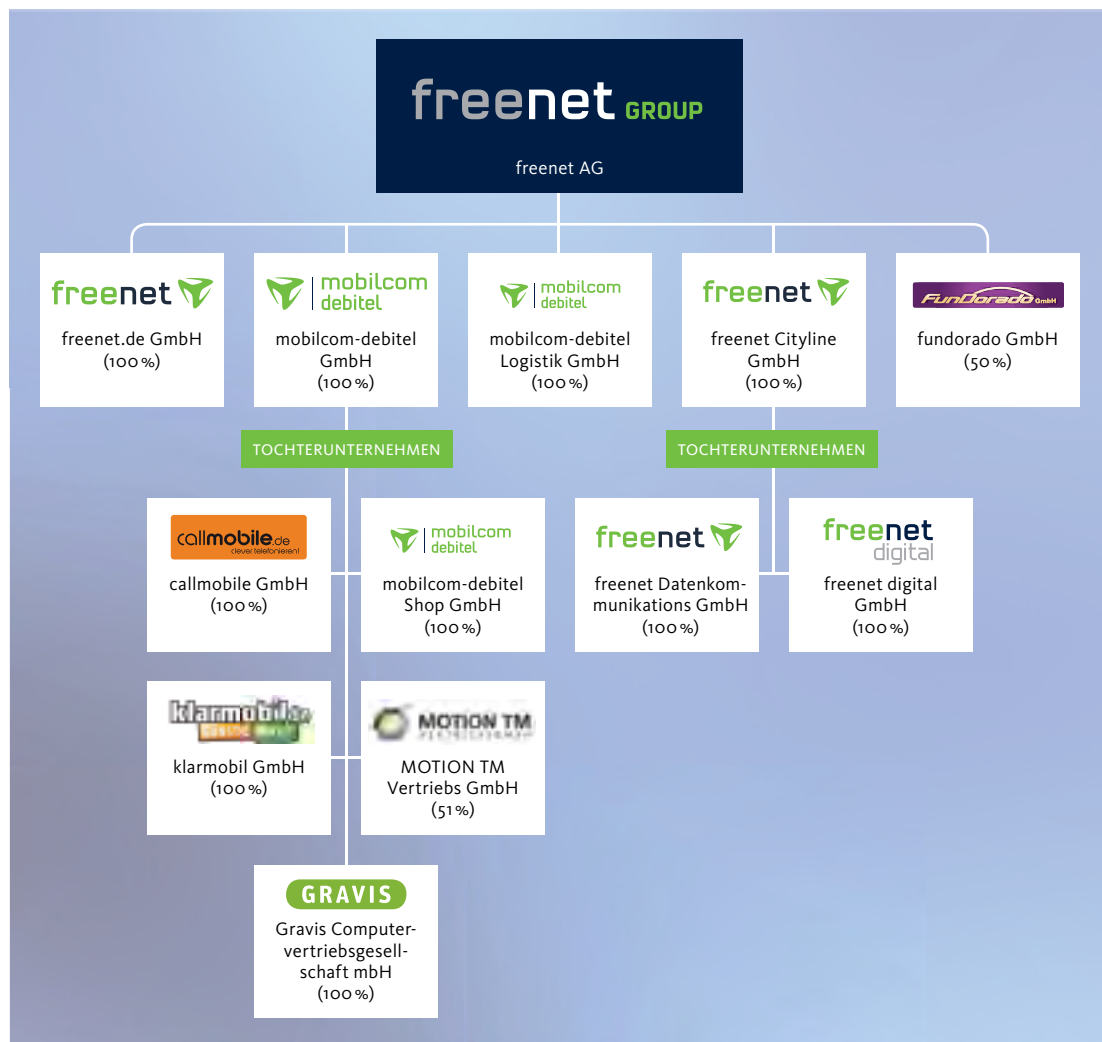 freenet GROUP
freenet AG
freenet
freenet.de GmbH
(100 %)
mobilcom
debitel
mobilcom-debitel
GmbH
(100 %)
mobilcom
debitel
mobilcom-debitel
Logistik GmbH
(100 %)
freenet
freenet Cityline
GmbH
(100 %)
FunDorado GmbH
fundorado GmbH
(50 %)
TOCHTERUNTERNEHMEN
TOCHTERUNTERNEHMEN
callmobile.de
clever telefonieren!
callmobile GmbH
(100 %)
mobilcom
debitel
mobilcom-debitel
Shop GmbH
(100 %)
freenet
freenet Datenkom-
munikations GmbH
(100 %)
freenet
digital
freenet digital
GmbH
(100 %)
klarmobil.de
klarmobil GmbH
(100 %)
MOTION TM
VERTRIEBS GMBH
MOTION TM
Vertriebs GmbH
(51 %)
GRAVIS
Gravis Computer-
vertriebsgesell-
schaft mbH
(100 %)